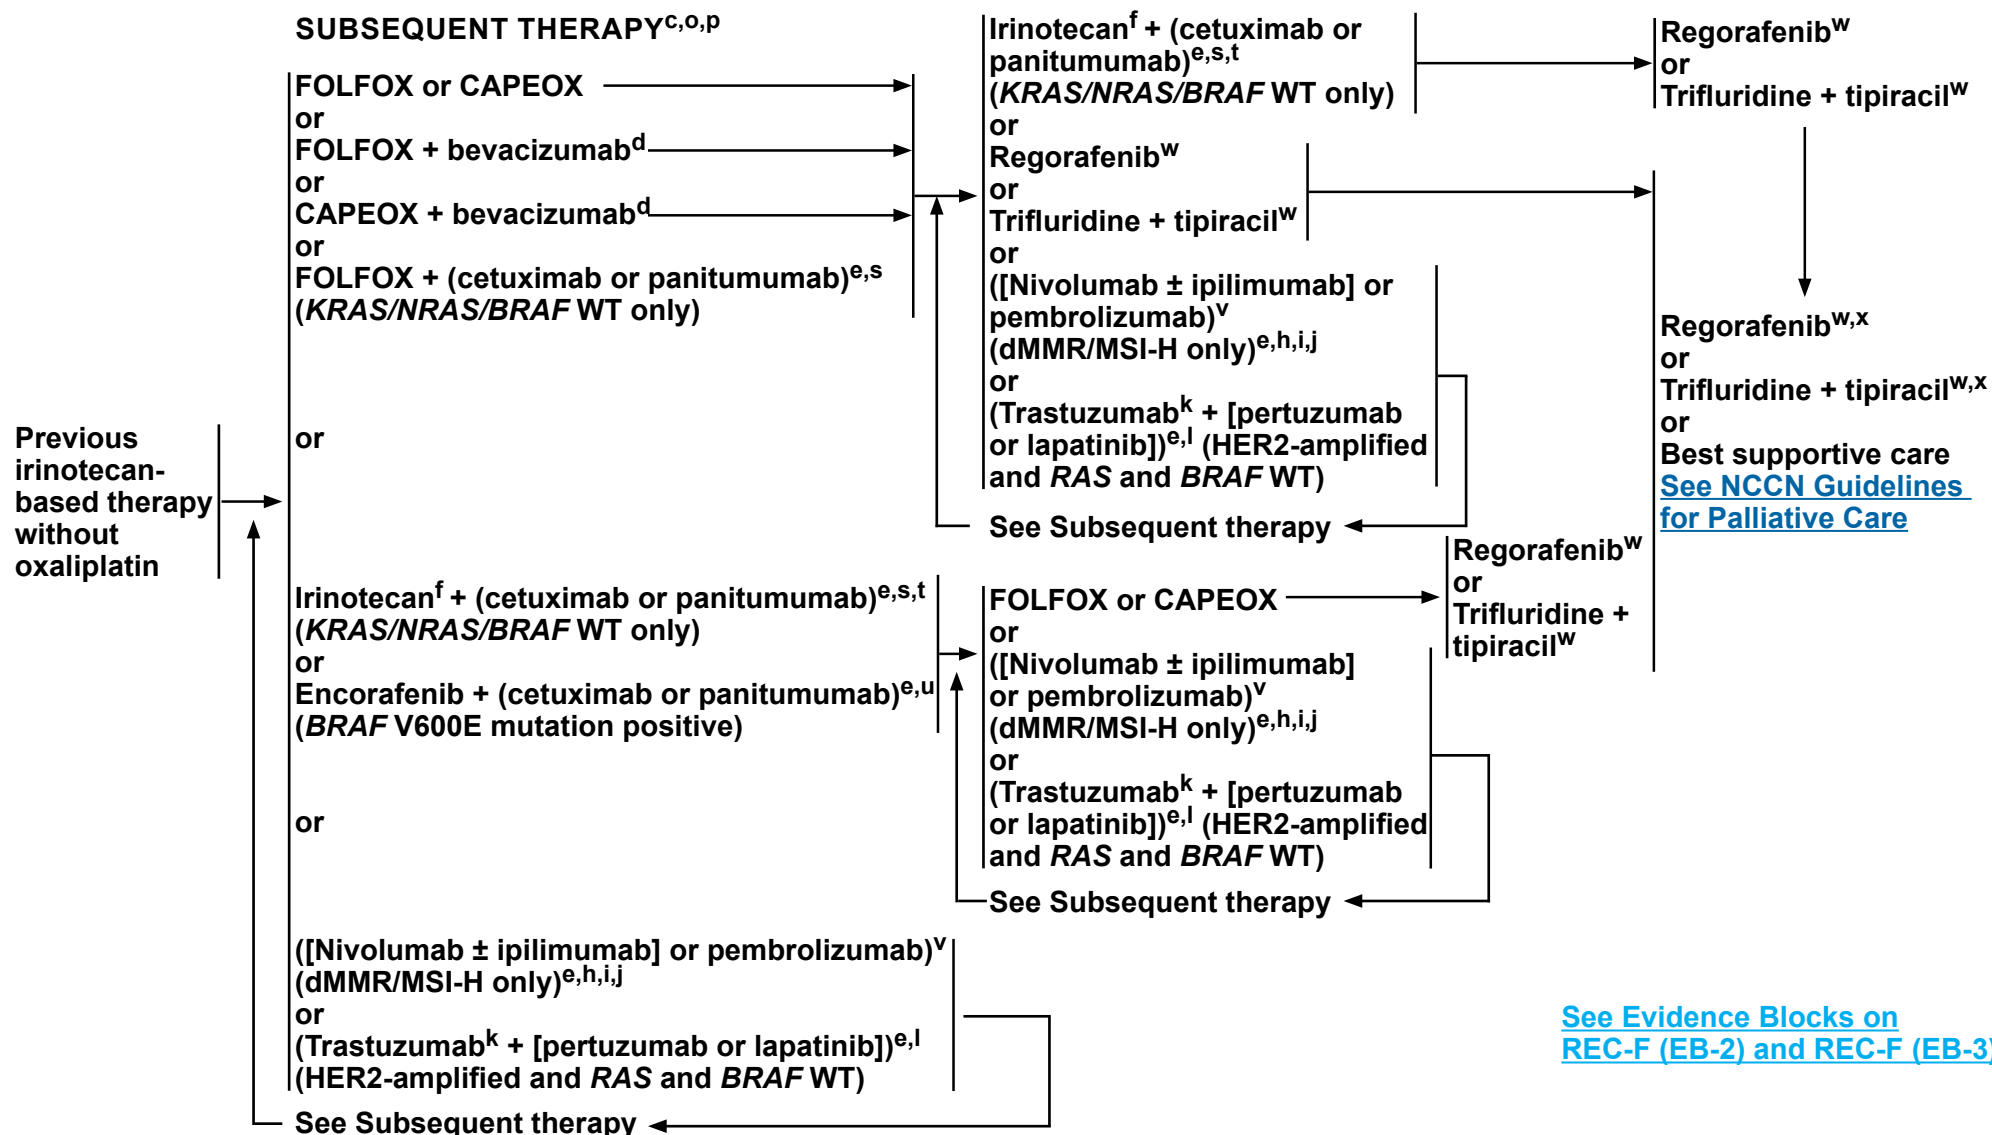 SUBSEQUENT THERAPYc,o,p
Previous
irinotecan-
based therapy
without
oxaliplatin
FOLFOX or CAPEOX
or
FOLFOX + bevacizumabd
or
CAPEOX + bevacizumabd
or
FOLFOX + (cetuximab or panitumumab)e,s
(KRAS/NRAS/BRAF WT only)
or
Irinotecanf + (cetuximab or panitumumab)e,s,t
(KRAS/NRAS/BRAF WT only)
or
Encorafenib + (cetuximab or panitumumab)e,u
(BRAF V600E mutation positive)
or
([Nivolumab ± ipilimumab] or pembrolizumab)v
(dMMR/MSI-H only)e,h,i,j
or
(Trastuzumabk + [pertuzumab or lapatinib])e,l
(HER2-amplified and RAS and BRAF WT)
See Subsequent therapy
Irinotecanf + (cetuximab or
panitumumab)e,s,t
(KRAS/NRAS/BRAF WT only)
or
Regorafenibw
or
Trifluridine + tipiracilw
or
([Nivolumab ± ipilimumab] or
pembrolizumab)v
(dMMR/MSI-H only)e,h,i,j
or
(Trastuzumabk + [pertuzumab
or lapatinib])e,l (HER2-amplified
and RAS and BRAF WT)
See Subsequent therapy
FOLFOX or CAPEOX
or
([Nivolumab ± ipilimumab]
or pembrolizumab)v
(dMMR/MSI-H only)e,h,i,j
or
(Trastuzumabk + [pertuzumab
or lapatinib])e,l (HER2-amplified
and RAS and BRAF WT)
See Subsequent therapy
Regorafenibw
or
Trifluridine +
tipiracilw
Regorafenibw
or
Trifluridine + tipiracilw
Regorafenibw,x
or
Trifluridine + tipiracilw,x
or
Best supportive care
See NCCN Guidelines
for Palliative Care
See Evidence Blocks on
REC-F (EB-2) and REC-F (EB-3)